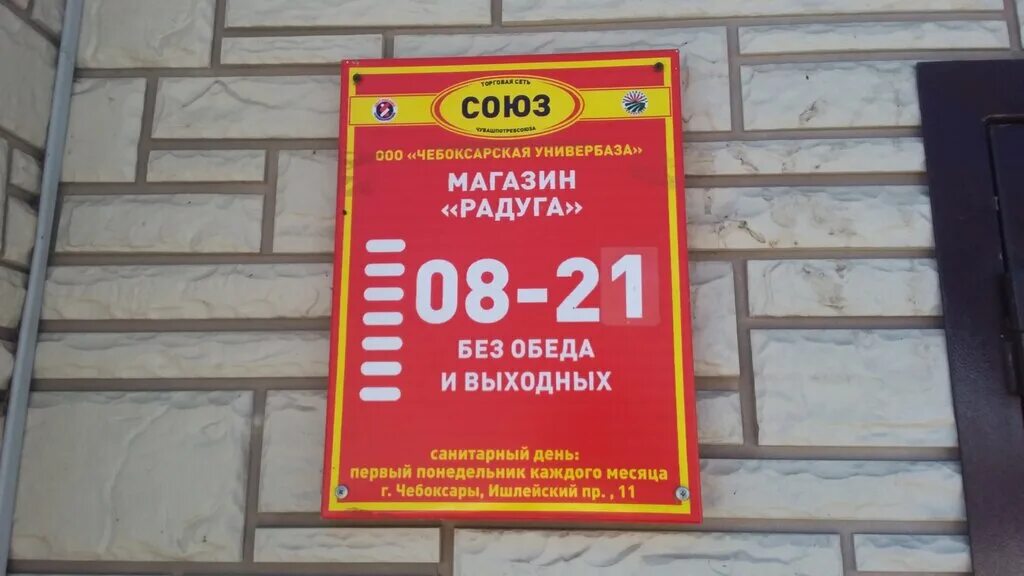 ТОРГОВАЯ СЕТЬ
СОЮЗ
ЧУВАШПОТРЕБСОЮЗА
ООО «ЧЕБОКСАРСКАЯ УНИВЕРБАЗА»
МАГАЗИН
«РАДУГА»
08-21
БЕЗ ОБЕДА
И ВЫХОДНЫХ
санитарный день:
первый понедельник каждого месяца
г. Чебоксары, Ишлейский пр. , 11